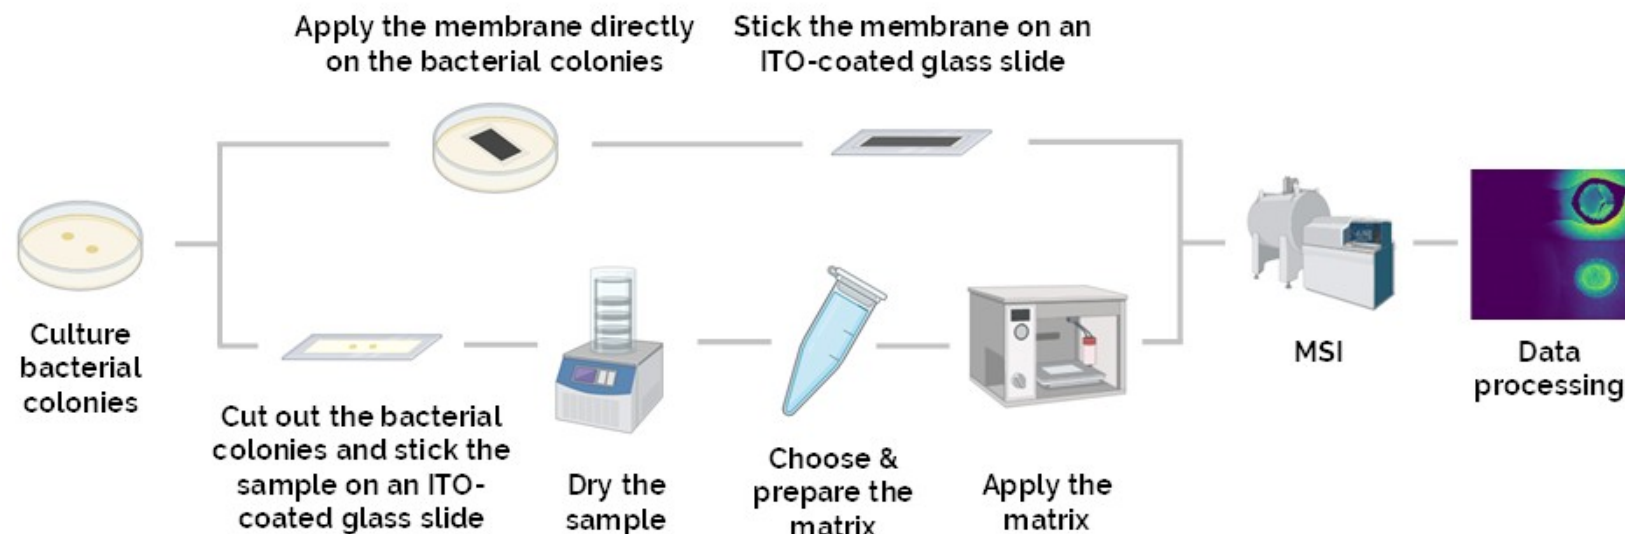 Apply the membrane directly
on the bacterial colonies
Stick the membrane on an
ITO-coated glass slide
Culture
bacterial
colonies
Cut out the bacterial
colonies and stick the
sample on an ITO-
coated glass slide
Dry the
sample
Choose &
prepare the
matrix
Apply the
matrix
MSI
Data
processing